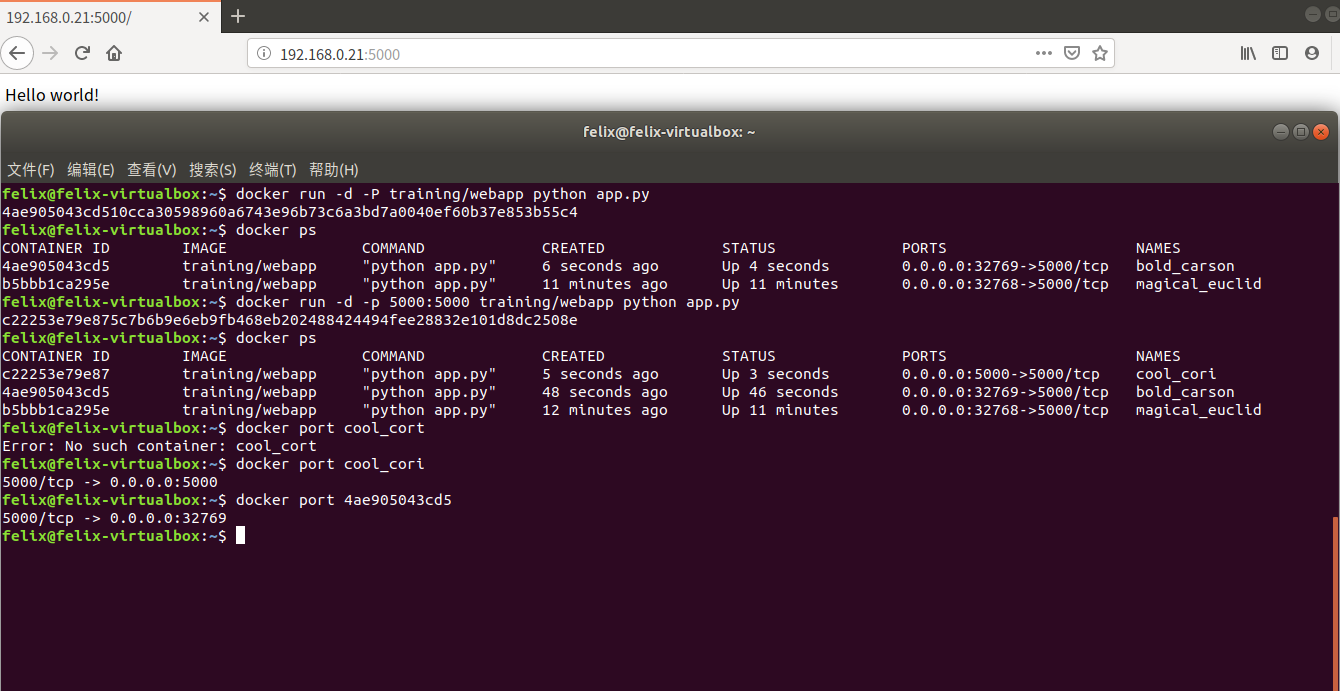 192.168.0.21:5000/
192.168.0.21:5000
Hello world!
felix@felix-virtualbox: ~
文件(F) 编辑(E) 查看(V) 搜索(S) 终端(T) 帮助(H)
felix@felix-virtualbox:~$ docker run -d -P training/webapp python app.py
4ae905043cd510cca30598960a6743e96b73c6a3bd7a0040ef60b37e853b55c4
felix@felix-virtualbox:~$ docker ps
CONTAINER ID IMAGE COMMAND CREATED STATUS PORTS NAMES
4ae905043cd5 training/webapp "python app.py" 6 seconds ago Up 4 seconds 0.0.0.0:32769->5000/tcp bold_carson
b5bbb1ca295e training/webapp "python app.py" 11 minutes ago Up 11 minutes 0.0.0.0:32768->5000/tcp magical_euclid
felix@felix-virtualbox:~$ docker run -d -p 5000:5000 training/webapp python app.py
c22253e79e875c7b6b9e6eb9fb468eb202488424494fee28832e101d8dc2508e
felix@felix-virtualbox:~$ docker ps
CONTAINER ID IMAGE COMMAND CREATED STATUS PORTS NAMES
c22253e79e87 training/webapp "python app.py" 5 seconds ago Up 3 seconds 0.0.0.0:5000->5000/tcp cool_cori
4ae905043cd5 training/webapp "python app.py" 48 seconds ago Up 46 seconds 0.0.0.0:32769->5000/tcp bold_carson
b5bbb1ca295e training/webapp "python app.py" 12 minutes ago Up 11 minutes 0.0.0.0:32768->5000/tcp magical_euclid
felix@felix-virtualbox:~$ docker port cool_cort
Error: No such container: cool_cort
felix@felix-virtualbox:~$ docker port cool_cori
5000/tcp -> 0.0.0.0:5000
felix@felix-virtualbox:~$ docker port 4ae905043cd5
5000/tcp -> 0.0.0.0:32769
felix@felix-virtualbox:~$